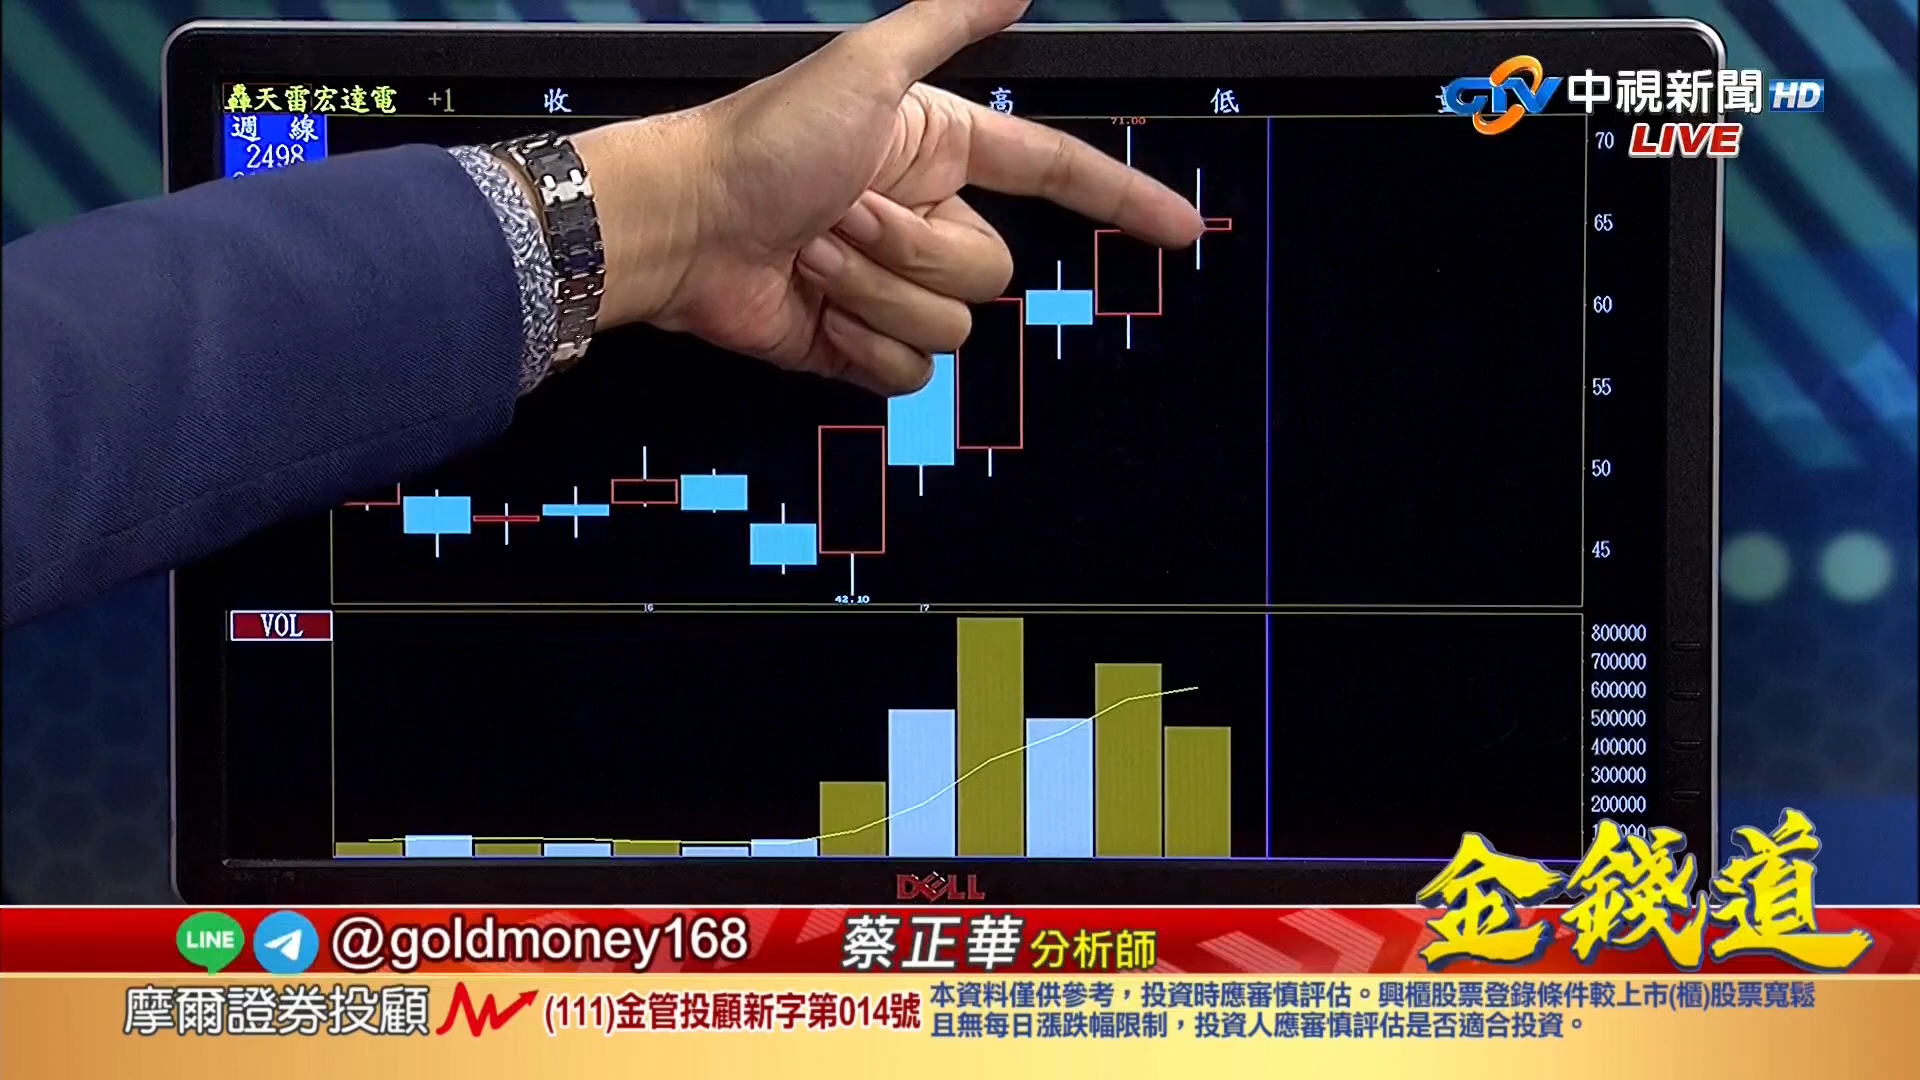 轟天雷宏達電 +1 收 高 低
CTV 中視新聞 HD
LIVE
週 線
2498
71.00
70
65
60
55
50
45
42.10
6
7
VOL
800000
700000
600000
500000
400000
300000
200000
DELL
金錢道
LINE @goldmoney168 蔡正華 分析師
摩爾證券投顧 (111)金管投顧新字第014號
本資料僅供參考，投資時應審慎評估。興櫃股票登錄條件較上市(櫃)股票寬鬆
且無每日漲跌幅限制，投資人應審慎評估是否適合投資。